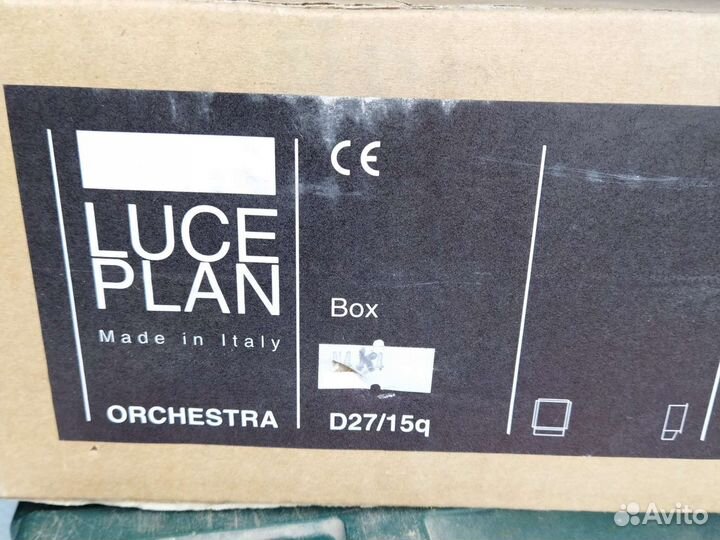 LUCE
PLAN
Made in Italy
ORCHESTRA
CE
Box
D27/15q
Avito